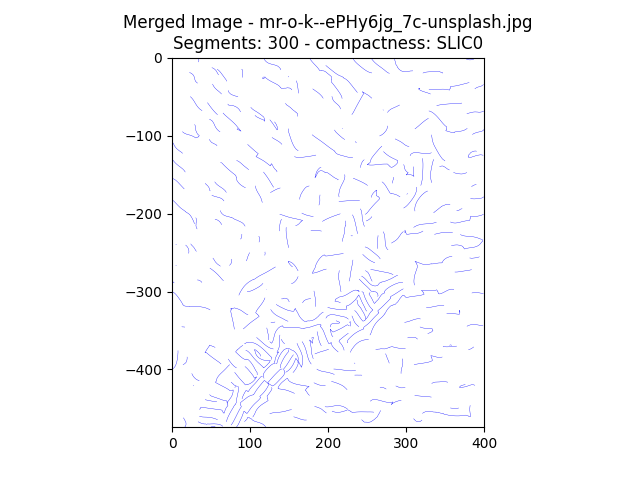 Merged Image - mr-o-k--ePHy6jg_7c-unsplash.jpg
Segments: 300 - compactness: SLIC0
0
−100
−200
−300
−400
0 100 200 300 400